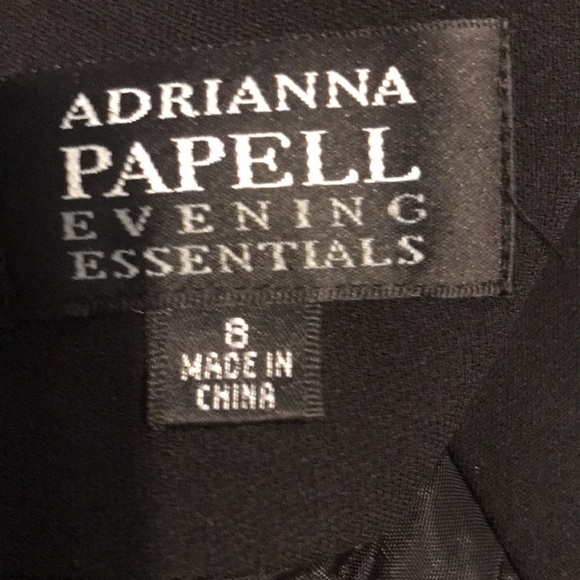 ADRIANNA
PAPELL
EVENING
ESSENTIALS
8
MADE IN
CHINA